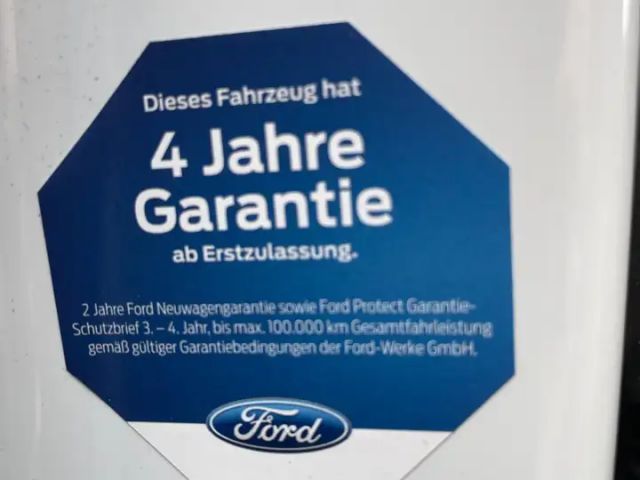 Dieses Fahrzeug hat
4 Jahre
Garantie
ab Erstzulassung.
2 Jahre Ford Neuwagengarantie sowie Ford Protect Garantie-
Schutzbrief 3. – 4. Jahr, bis max. 100.000 km Gesamtfahrleistung
gemäß gültiger Garantiebedingungen der Ford-Werke GmbH.
Ford